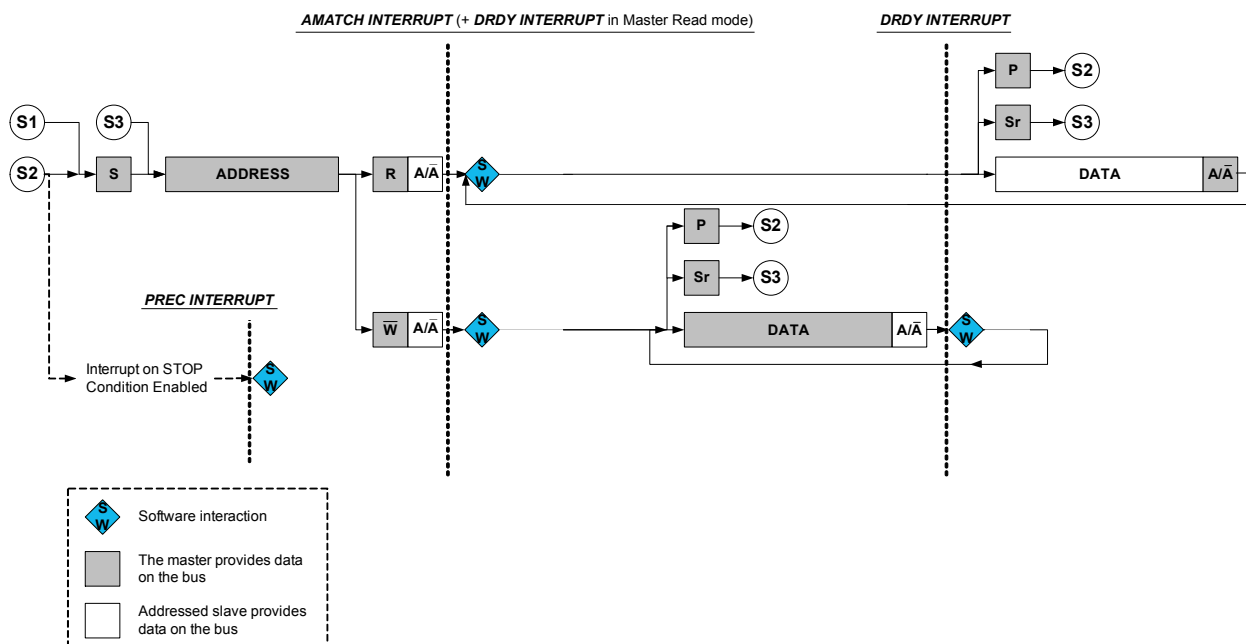 AMATCH INTERRUPT (+ DRDY INTERRUPT in Master Read mode)
DRDY INTERRUPT
P
S2
S1
S3
Sr
S3
S2
S
ADDRESS
R
A/A̅
S
W
DATA
A/A̅
P
S2
Sr
S3
PREC INTERRUPT
W̅
A/A̅
S
W
DATA
A/A̅
S
W
Interrupt on STOP
Condition Enabled
S
W
S
W
Software interaction
The master provides data
on the bus
Addressed slave provides
data on the bus